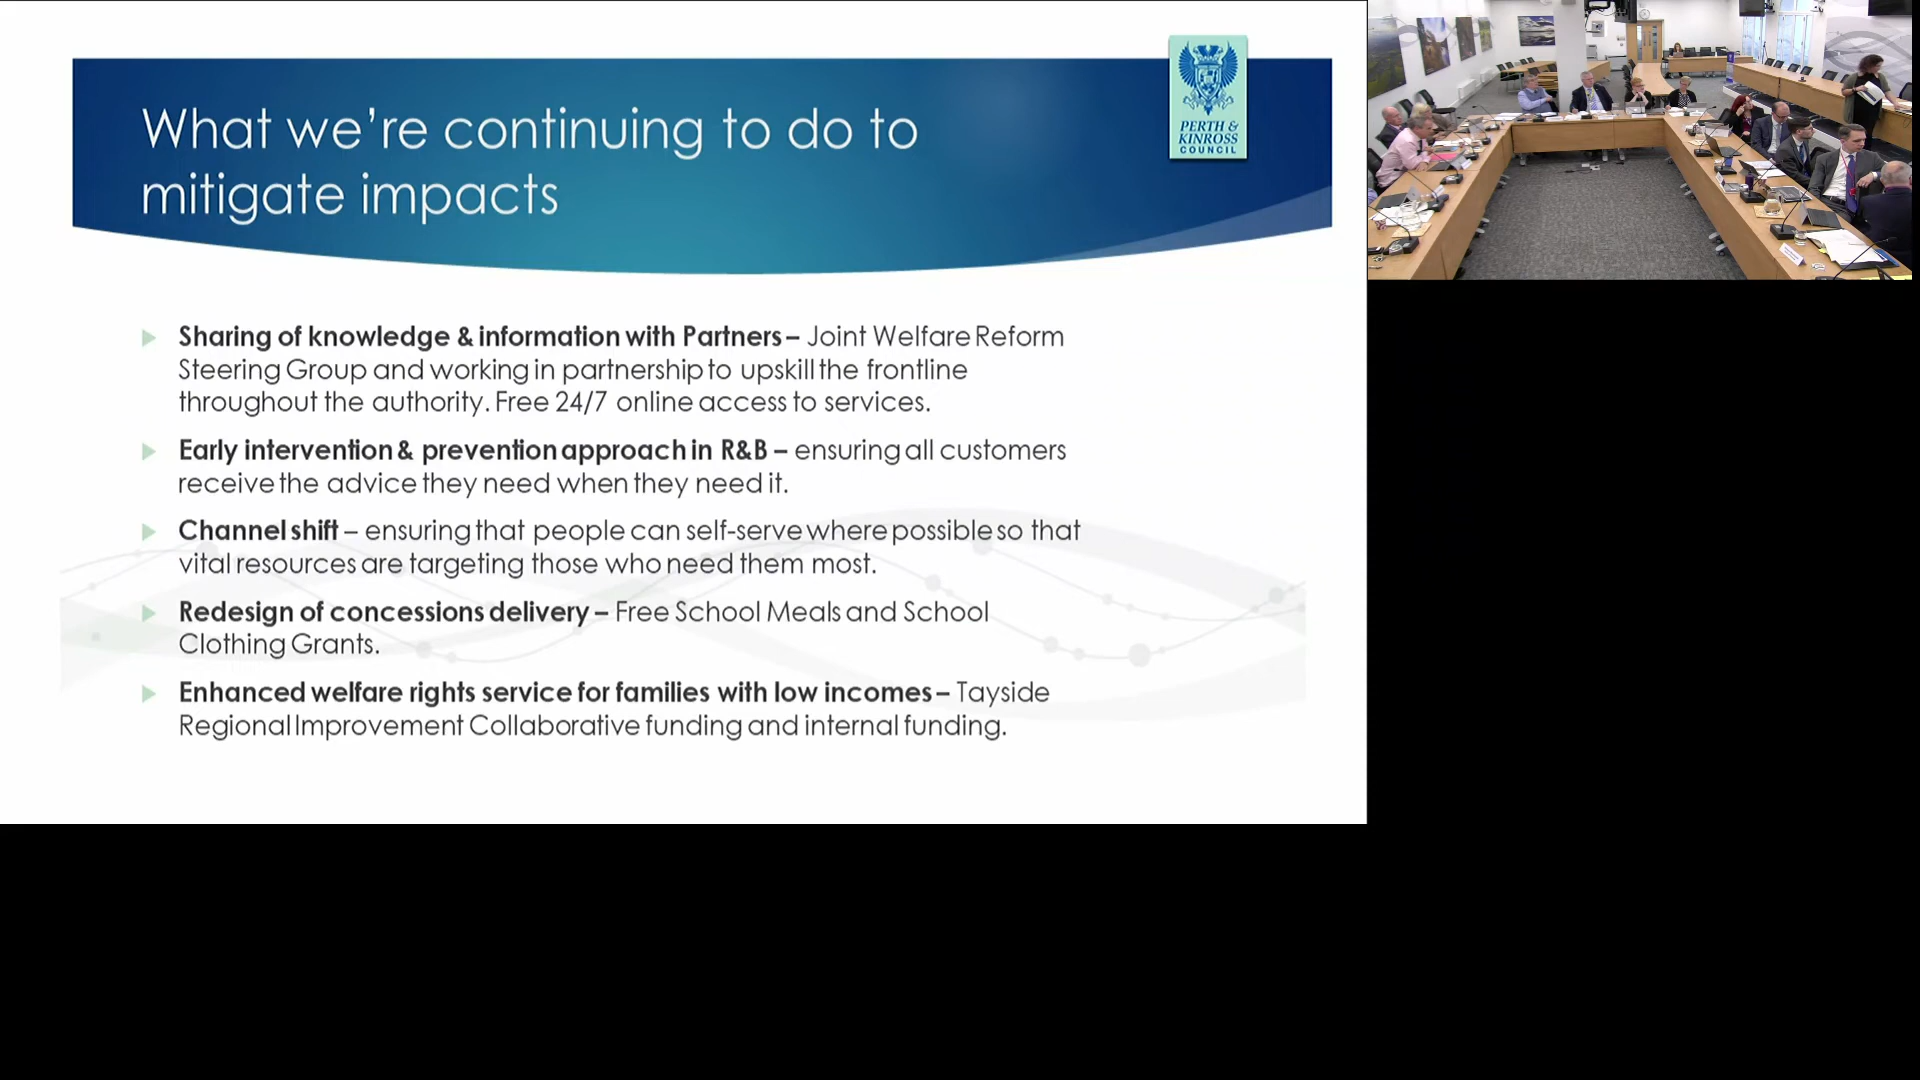 What we're continuing to do to
mitigate impacts
PERTH &
KINROSS
COUNCIL
Sharing of knowledge & information with Partners – Joint Welfare Reform
Steering Group and working in partnership to upskill the frontline
throughout the authority. Free 24/7 online access to services.
Early intervention & prevention approach in R&B – ensuring all customers
receive the advice they need when they need it.
Channel shift – ensuring that people can self-serve where possible so that
vital resources are targeting those who need them most.
Redesign of concessions delivery – Free School Meals and School
Clothing Grants.
Enhanced welfare rights service for families with low incomes – Tayside
Regional Improvement Collaborative funding and internal funding.